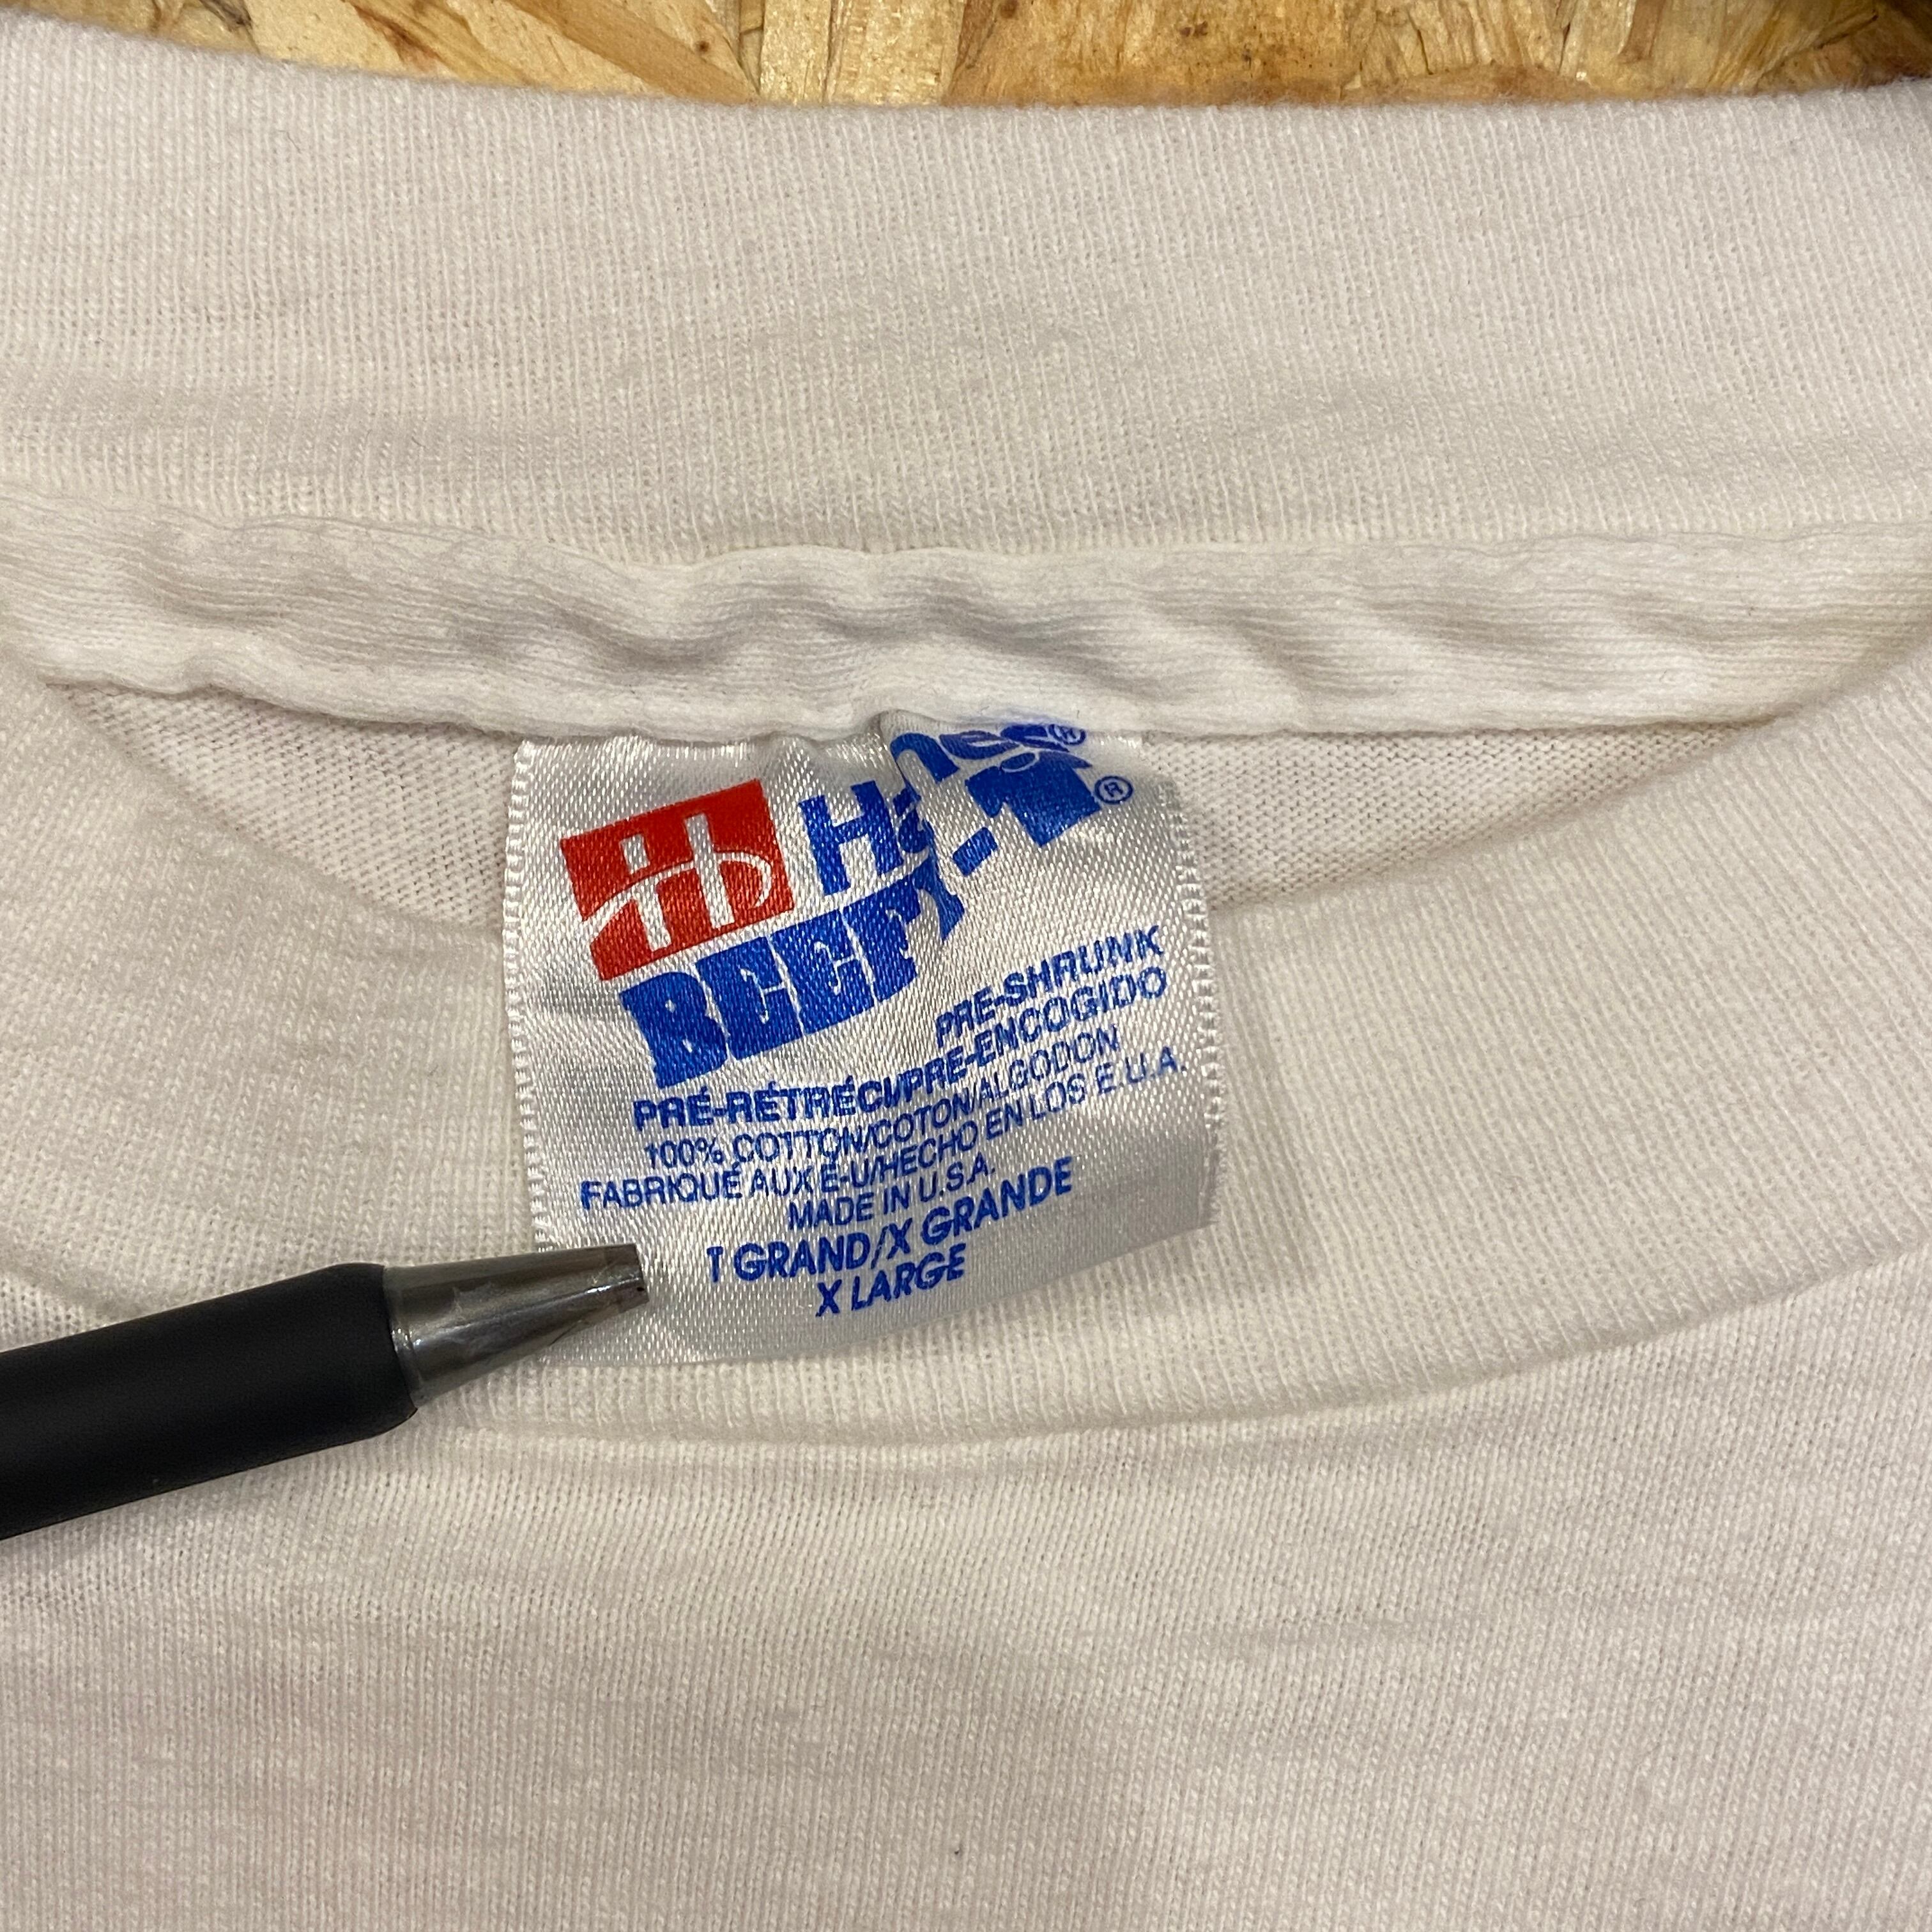 Hanes®
BEEFY-T®
PRE-SHRUNK
PRÉ-RÉTRÉCI/PRE-ENCOGIDO
100% COTTON/COTON/ALGODON
FABRIQUÉ AUX É-U/HECHO EN LOS E.U.A.
MADE IN U.S.A.
T GRAND/X GRANDE
X LARGE